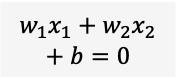 w₁x₁ + w₂x₂
+ b = 0